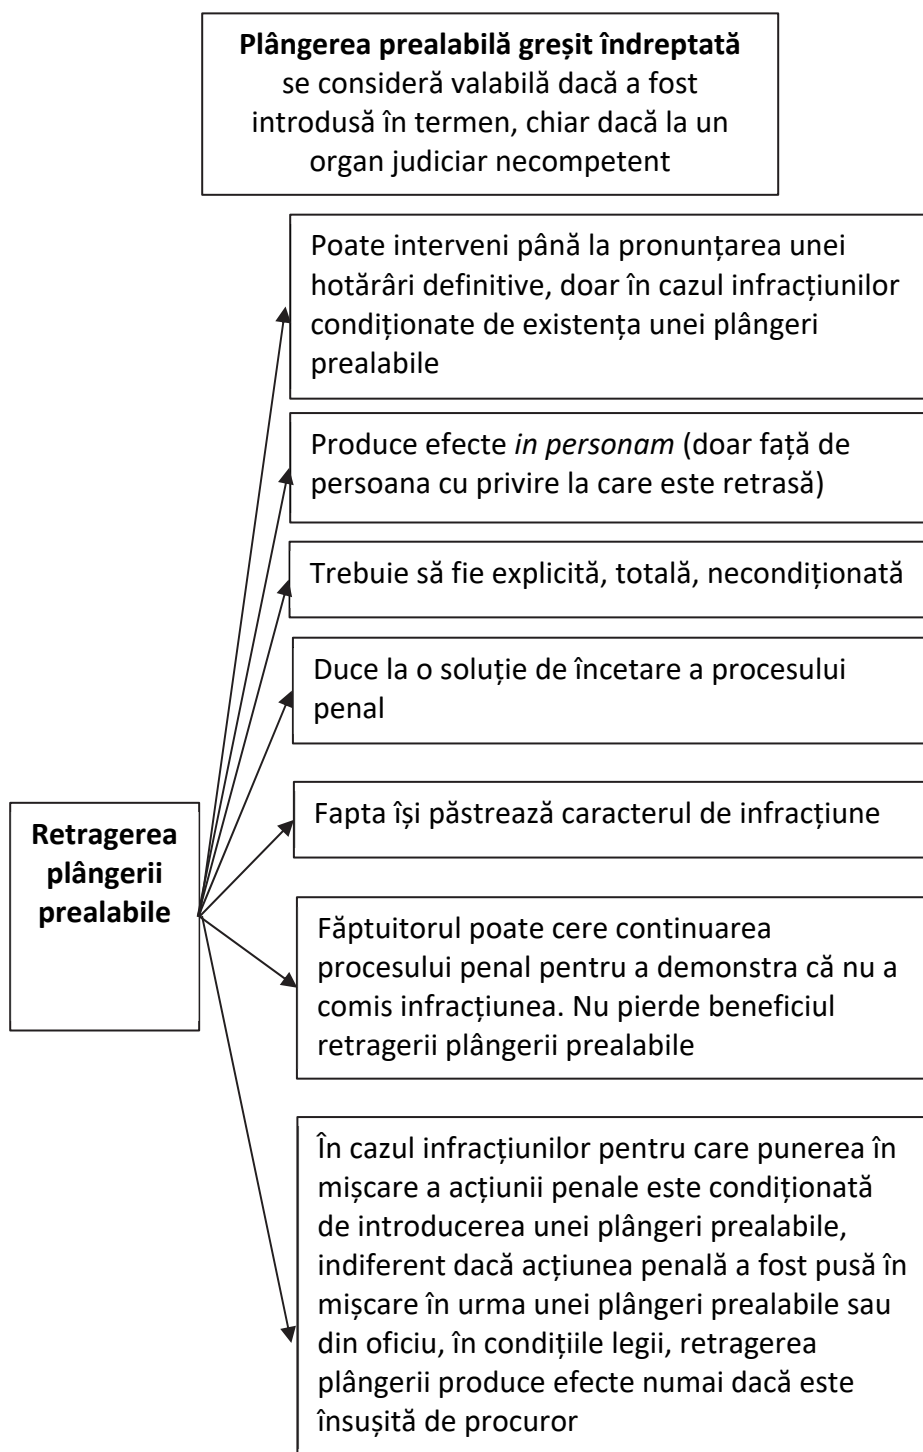 Plângerea prealabilă greșit îndreptată
se consideră valabilă dacă a fost
introdusă în termen, chiar dacă la un
organ judiciar necompetent
Poate interveni până la pronunțarea unei
hotărâri definitive, doar în cazul infracțiunilor
condiționate de existența unei plângeri
prealabile
Produce efecte in personam (doar față de
persoana cu privire la care este retrasă)
Trebuie să fie explicită, totală, necondiționată
Duce la o soluție de încetare a procesului
penal
Fapta își păstrează caracterul de infracțiune
Retragerea
plângerii
prealabile
Făptuitorul poate cere continuarea
procesului penal pentru a demonstra că nu a
comis infracțiunea. Nu pierde beneficiul
retragerii plângerii prealabile
În cazul infracțiunilor pentru care punerea în
mișcare a acțiunii penale este condiționată
de introducerea unei plângeri prealabile,
indiferent dacă acțiunea penală a fost pusă în
mișcare în urma unei plângeri prealabile sau
din oficiu, în condițiile legii, retragerea
plângerii produce efecte numai dacă este
însușită de procuror